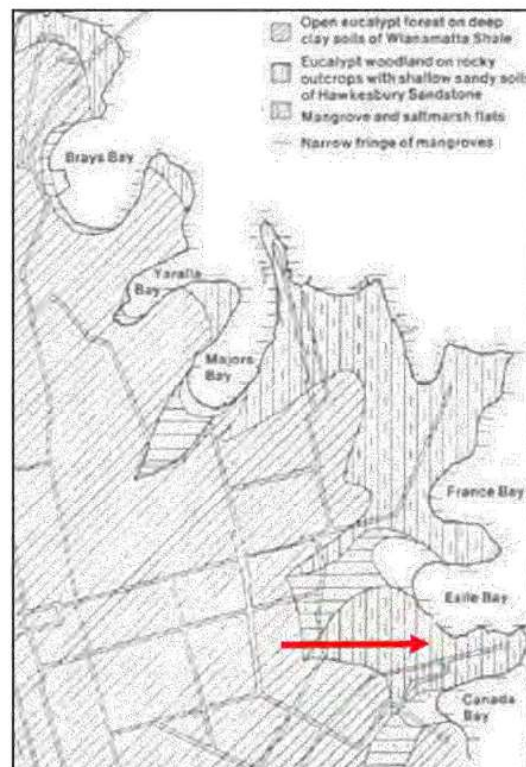 Open eucalypt forest on deep
clay soils of Wianamatta Shale
Eucalypt woodland on rocky
outcrops with shallow sandy soils
of Hawkesbury Sandstone
Mangrove and saltmarsh flats
Narrow fringe of mangroves
Brays Bay
Yaralla
Bay
Majors
Bay
France Bay
Exile Bay
Canada
Bay